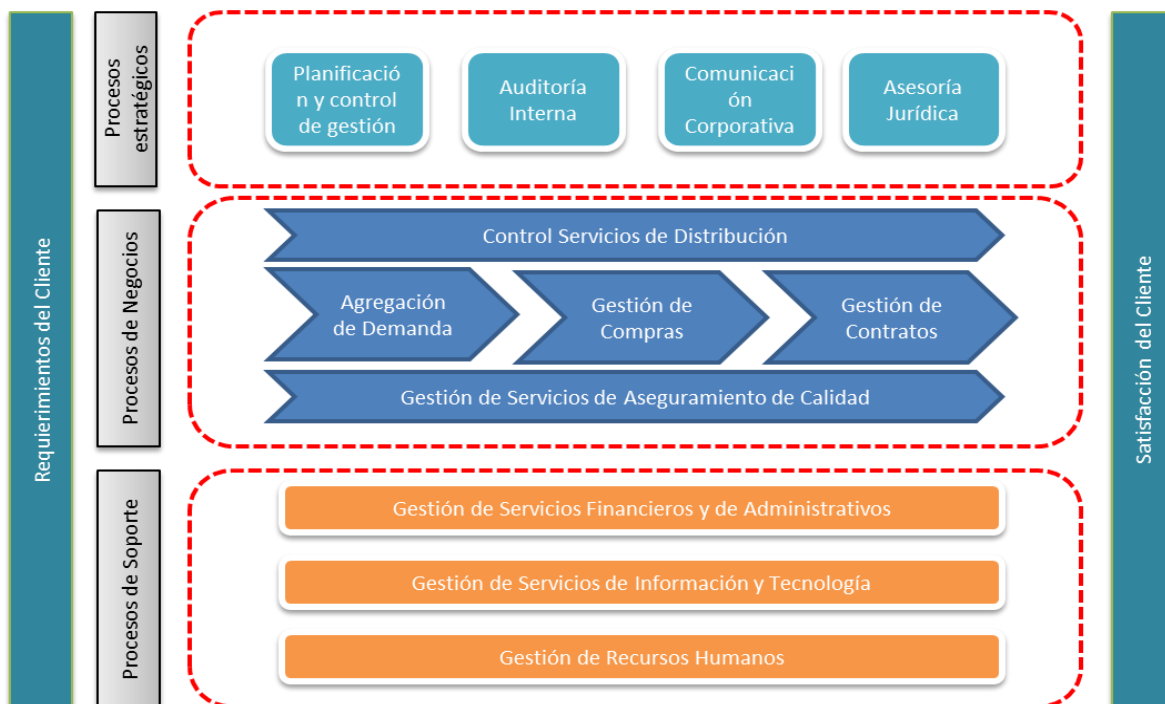 Requierimientos del Cliente
Procesos
estratégicos
Planificació
n y control
de gestión
Auditoría
Interna
Comunicaci
ón
Corporativa
Asesoría
Jurídica
Procesos de Negocios
Control Servicios de Distribución
Agregación
de Demanda
Gestión de
Compras
Gestión de
Contratos
Gestión de Servicios de Aseguramiento de Calidad
Procesos de Soporte
Gestión de Servicios Financieros y de Administrativos
Gestión de Servicios de Información y Tecnología
Gestión de Recursos Humanos
Satisfacción del Cliente